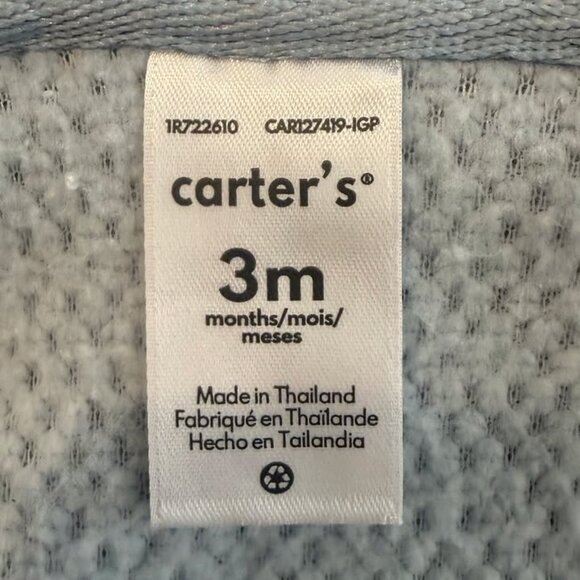 1R722610 CAR127419-IGP
carter's®
3m
months/mois/
meses
Made in Thailand
Fabriqué en Thaïlande
Hecho en Tailandia